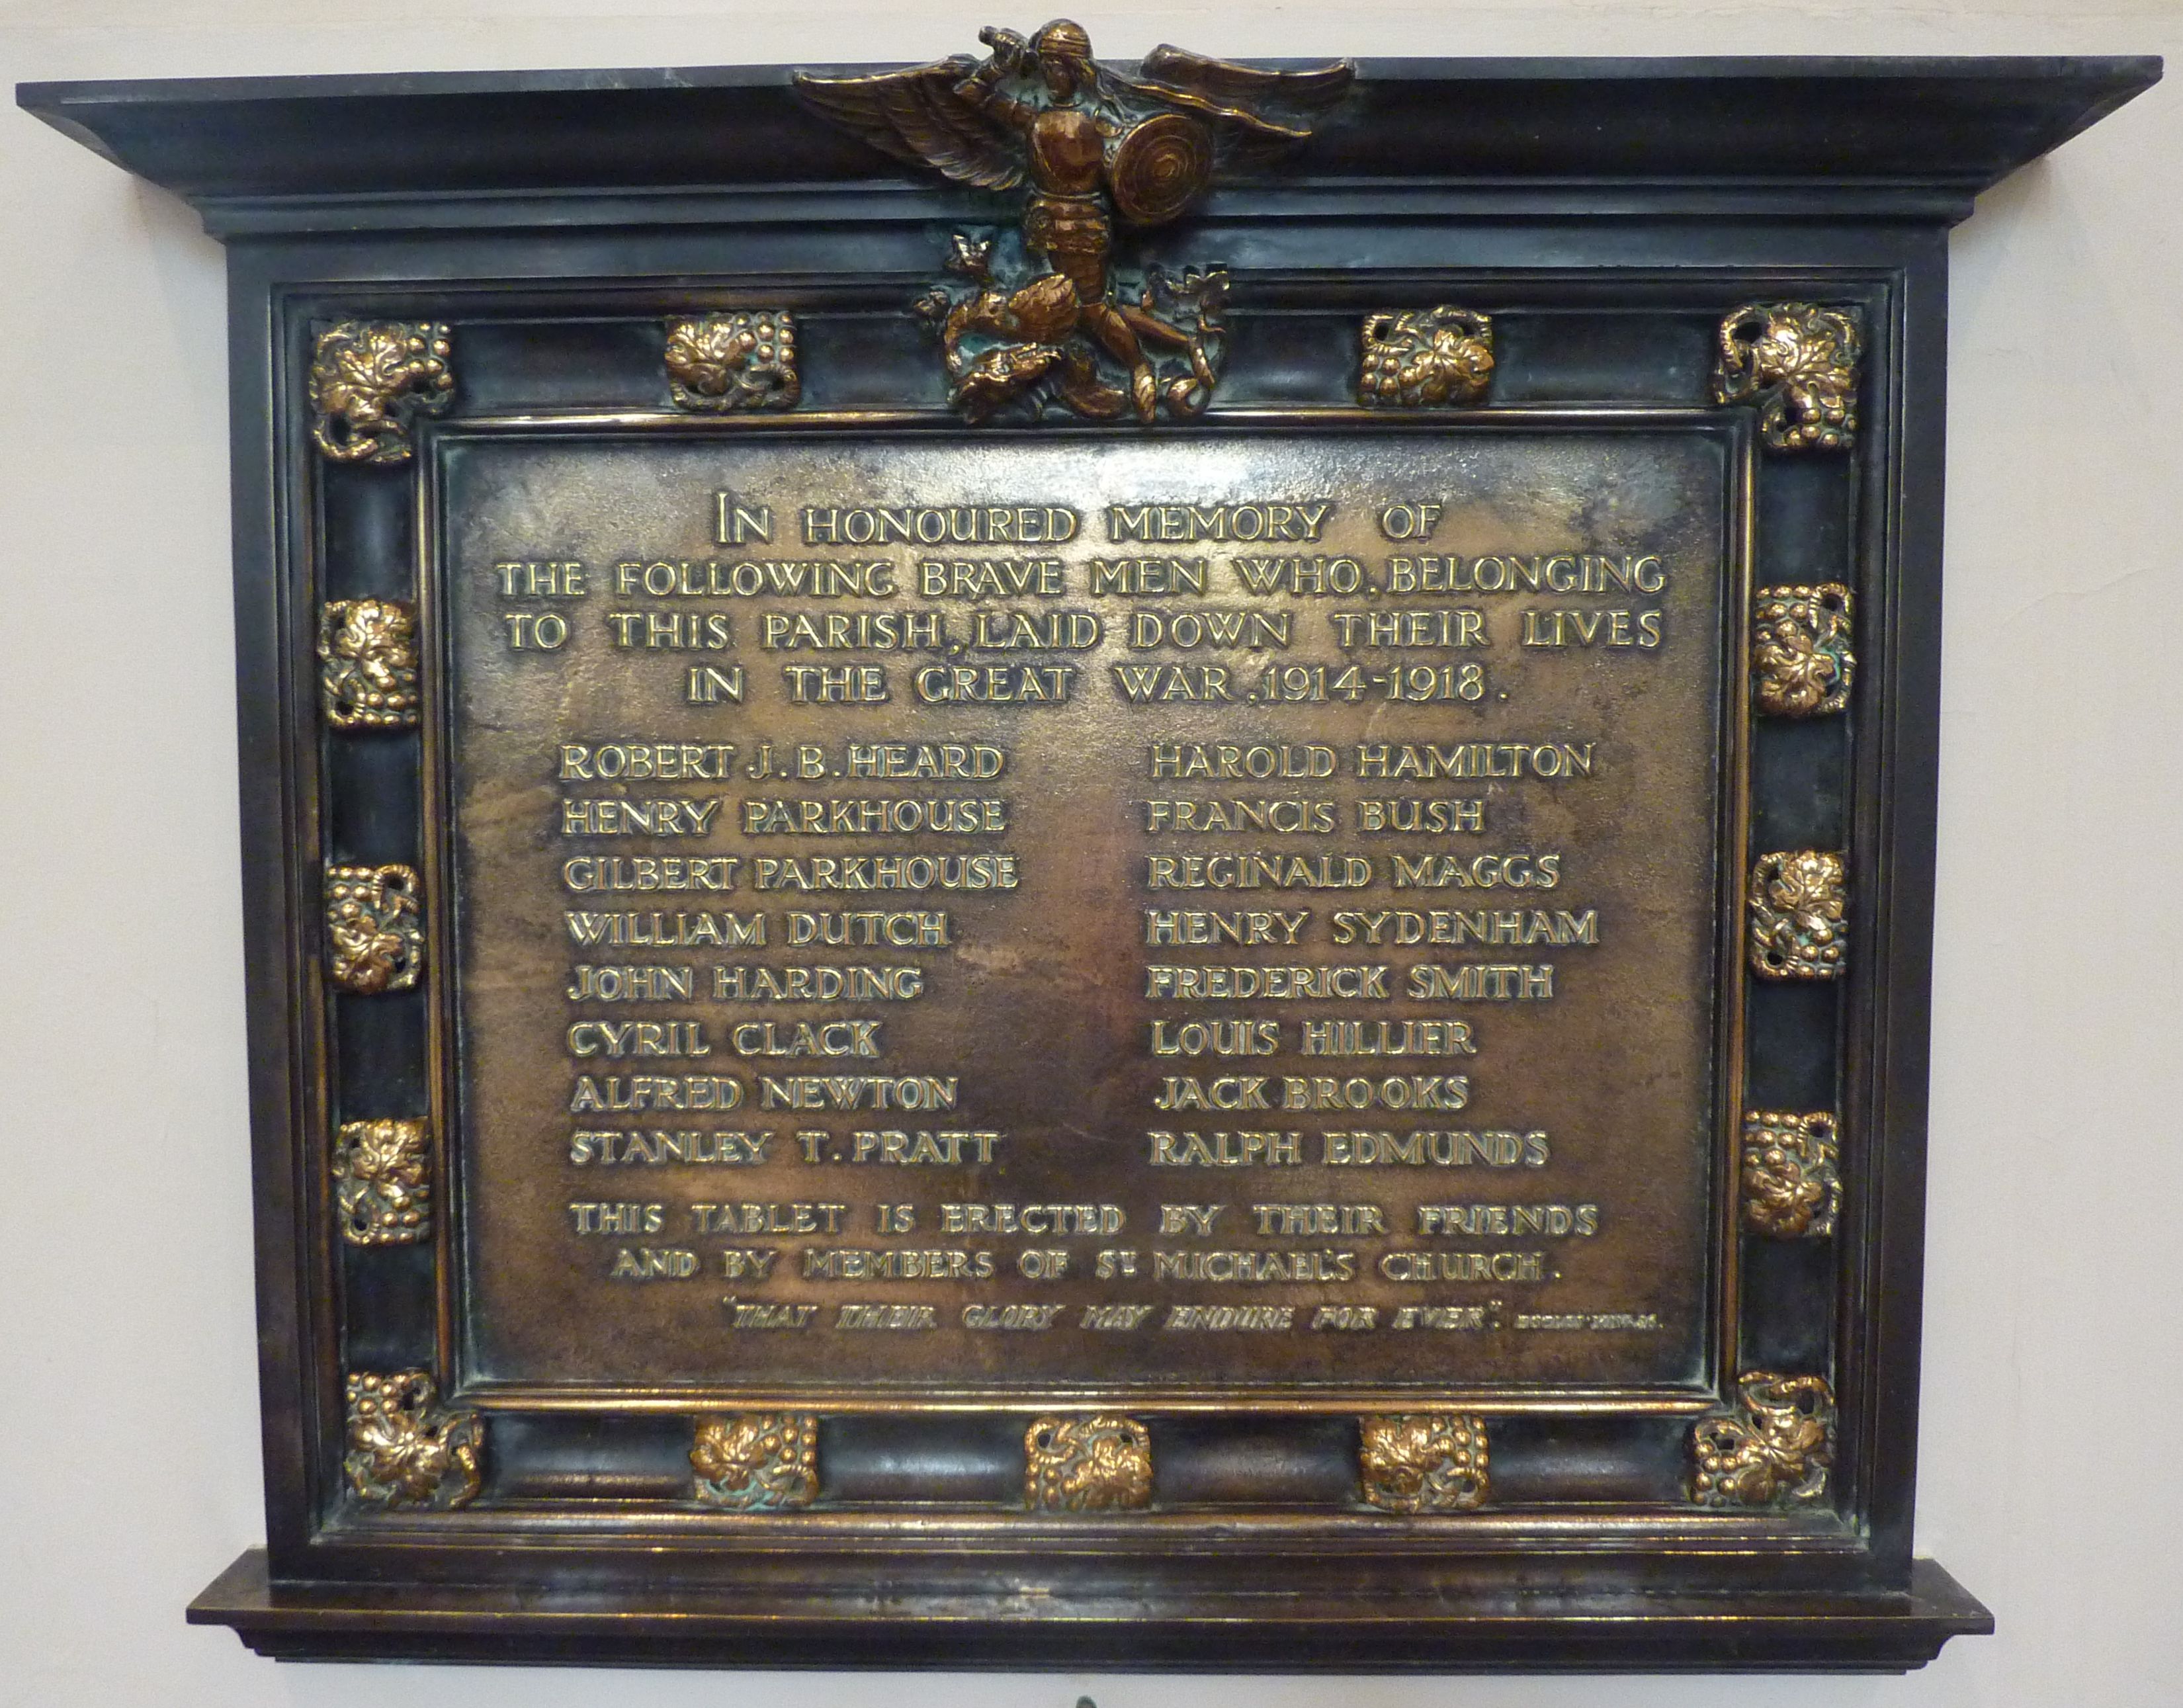 IN HONOURED MEMORY OF
THE FOLLOWING BRAVE MEN WHO, BELONGING
TO THIS PARISH, LAID DOWN THEIR LIVES
IN THE GREAT WAR, 1914-1918.
ROBERT J.B. HEARD
HENRY PARKHOUSE
GILBERT PARKHOUSE
WILLIAM DUTCH
JOHN HARDING
CYRIL CLACK
ALFRED NEWTON
STANLEY T. PRATT
HAROLD HAMILTON
FRANCIS BUSH
REGINALD MAGGS
HENRY SYDENHAM
FREDERICK SMITH
LOUIS HILLIER
JACK BROOKS
RALPH EDMUNDS
THIS TABLET IS ERECTED BY THEIR FRIENDS
AND BY MEMBERS OF ST MICHAEL'S CHURCH.
"THAT THEIR GLORY MAY ENDURE FOR EVER".